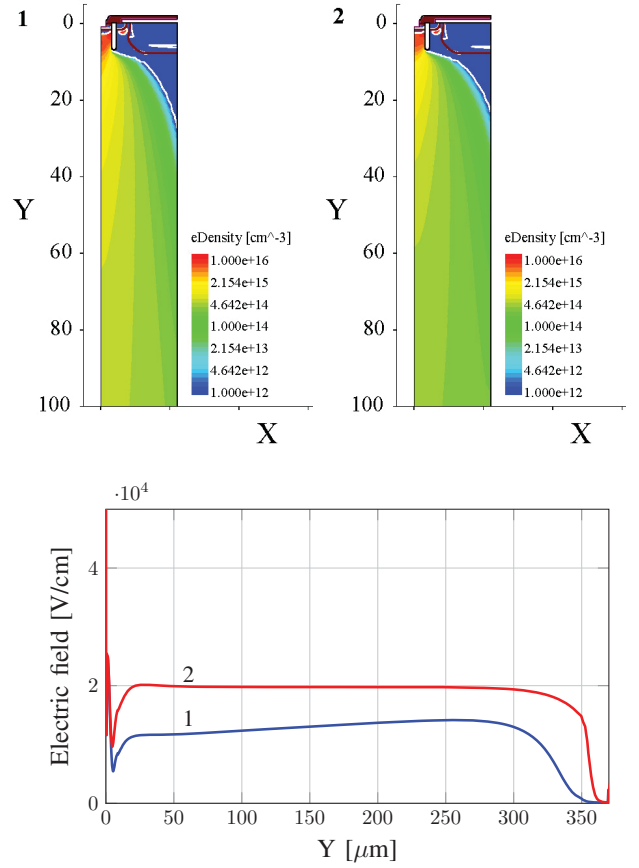 1
0
20
40
60
80
100
Y
X
eDensity [cm^-3]
1.000e+16
2.154e+15
4.642e+14
1.000e+14
2.154e+13
4.642e+12
1.000e+12
2
0
20
40
60
80
100
Y
X
eDensity [cm^-3]
1.000e+16
2.154e+15
4.642e+14
1.000e+14
2.154e+13
4.642e+12
1.000e+12
·10⁴
4
2
0
Electric field [V/cm]
2
1
0 50 100 150 200 250 300 350
Y [μm]